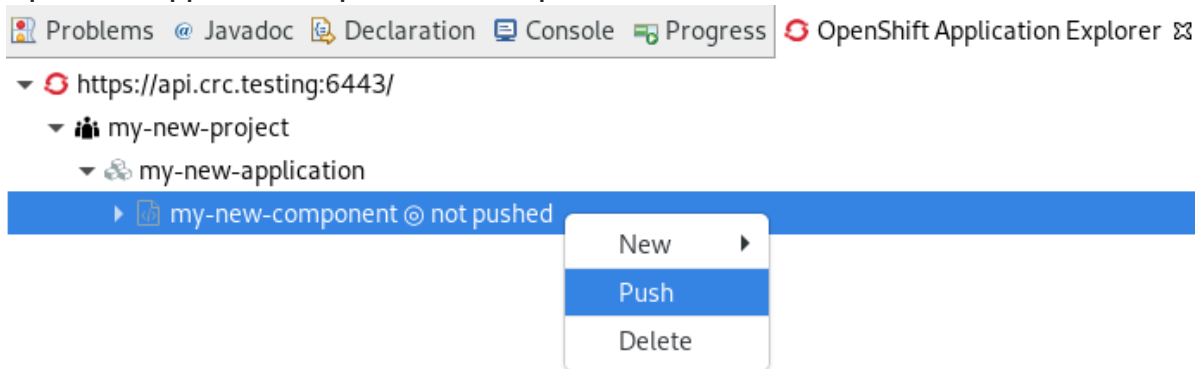 Problems @ Javadoc Declaration Console Progress OpenShift Application Explorer
https://api.crc.testing:6443/
my-new-project
my-new-application
my-new-component ◎ not pushed
New
Push
Delete